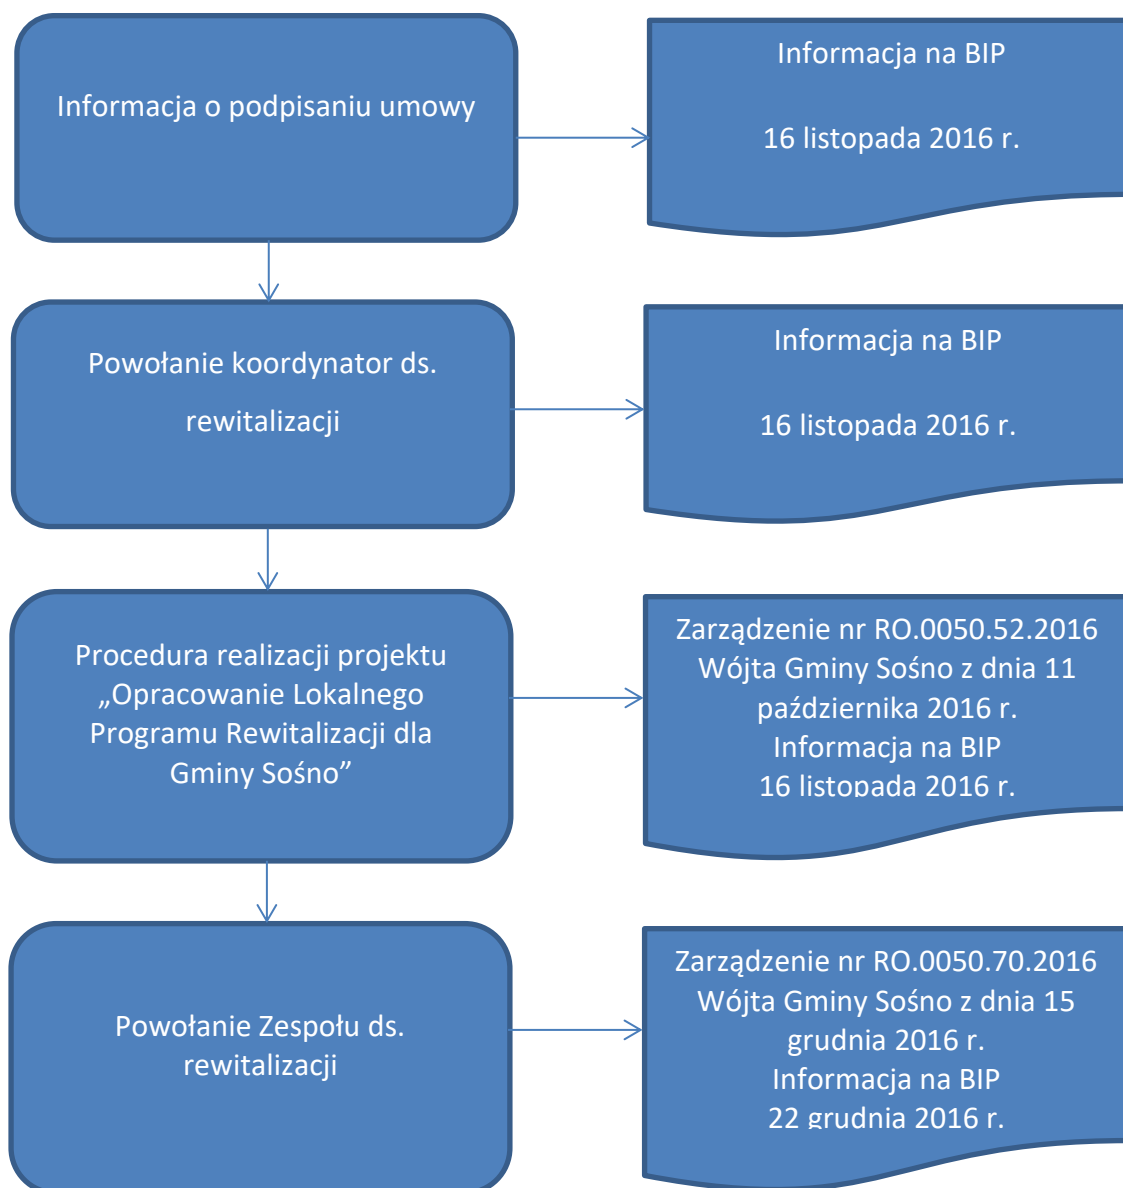 Informacja o podpisaniu umowy
Informacja na BIP
16 listopada 2016 r.
Powołanie koordynator ds.
rewitalizacji
Informacja na BIP
16 listopada 2016 r.
Procedura realizacji projektu
„Opracowanie Lokalnego
Programu Rewitalizacji dla
Gminy Sośno”
Zarządzenie nr RO.0050.52.2016
Wójta Gminy Sośno z dnia 11
października 2016 r.
Informacja na BIP
16 listopada 2016 r.
Powołanie Zespołu ds.
rewitalizacji
Zarządzenie nr RO.0050.70.2016
Wójta Gminy Sośno z dnia 15
grudnia 2016 r.
Informacja na BIP
22 grudnia 2016 r.